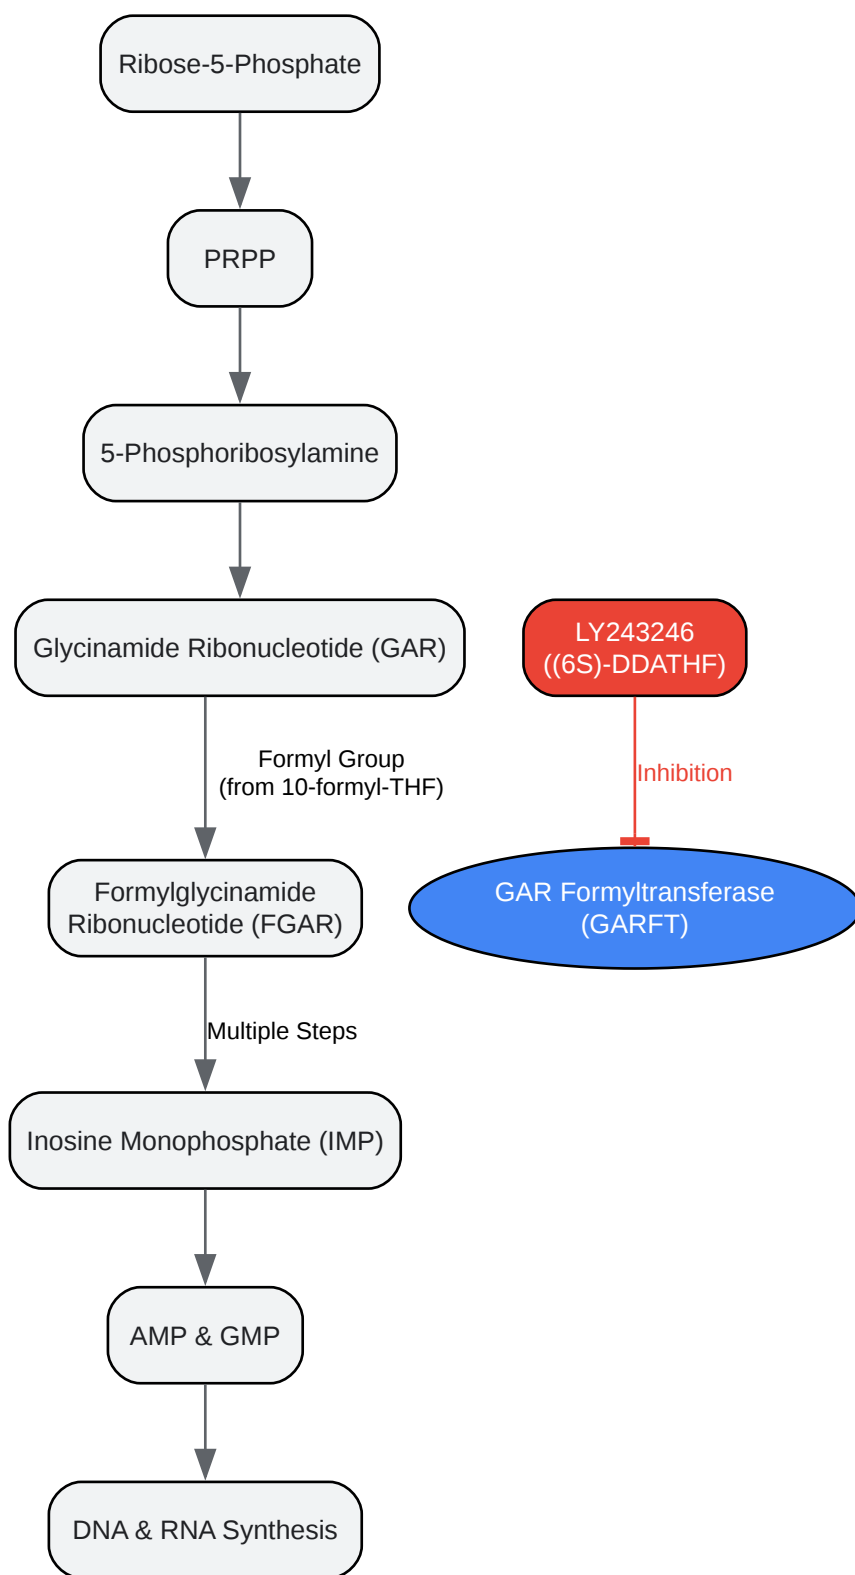 Ribose-5-Phosphate
PRPP
5-Phosphoribosylamine
Glycinamide Ribonucleotide (GAR)
LY243246
((6S)-DDATHF)
Formyl Group
(from 10-formyl-THF)
Inhibition
Formylglycinamide
Ribonucleotide (FGAR)
GAR Formyltransferase
(GARFT)
Multiple Steps
Inosine Monophosphate (IMP)
AMP & GMP
DNA & RNA Synthesis